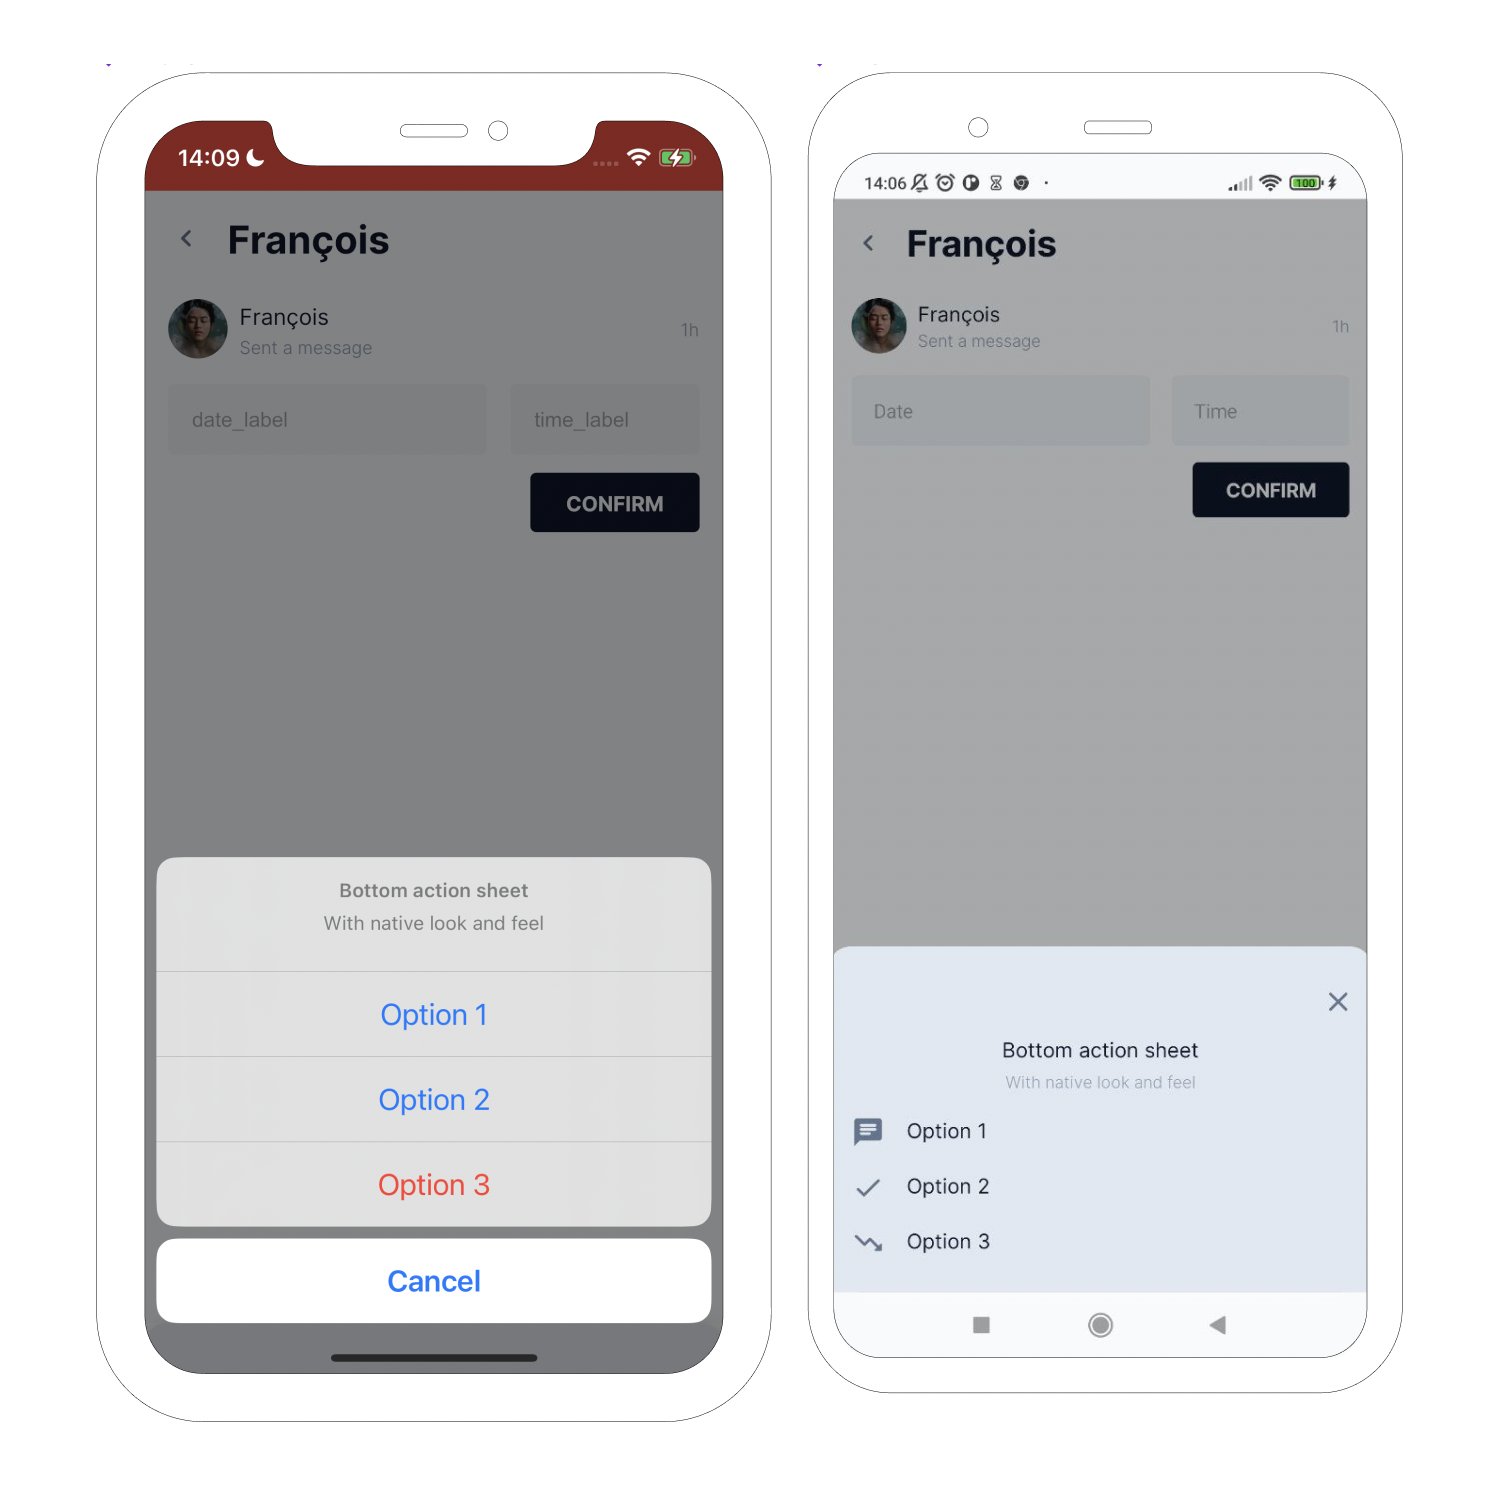 14:09
François
François
Sent a message
1h
date_label
time_label
CONFIRM
Bottom action sheet
With native look and feel
Option 1
Option 2
Option 3
Cancel
14:06
100
François
François
Sent a message
1h
Date
Time
CONFIRM
Bottom action sheet
With native look and feel
Option 1
Option 2
Option 3